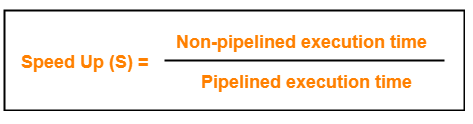 Non-pipelined execution time
Speed Up (S) =
Pipelined execution time